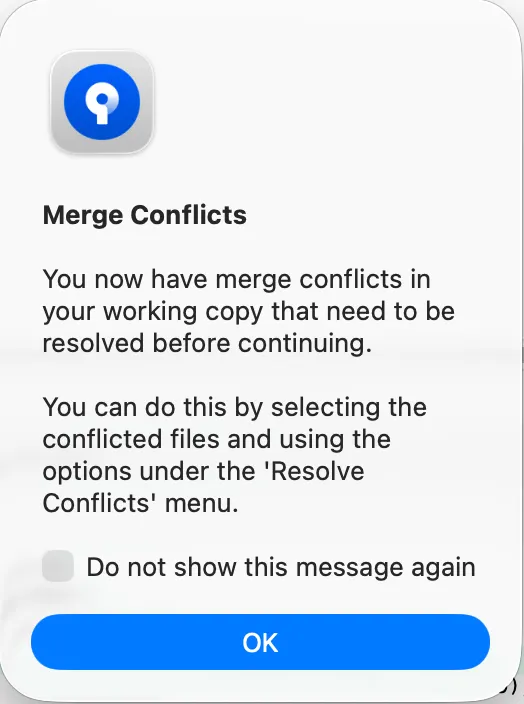 Merge Conflicts
You now have merge conflicts in
your working copy that need to be
resolved before continuing.
You can do this by selecting the
conflicted files and using the
options under the 'Resolve
Conflicts' menu.
Do not show this message again
OK